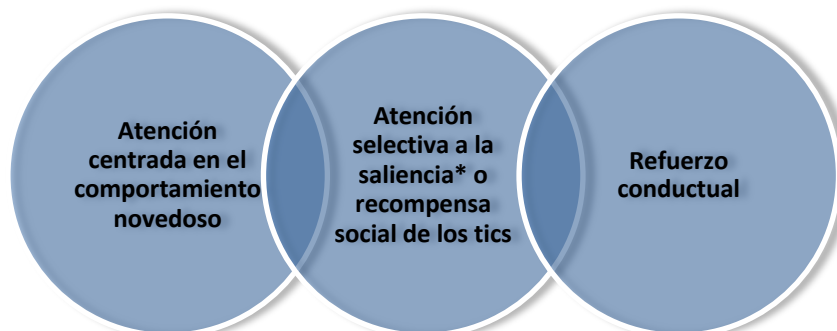 Atención
centrada en el
comportamiento
novedoso
Atención
selectiva a la
saliencia* o
recompensa
social de los tics
Refuerzo
conductual